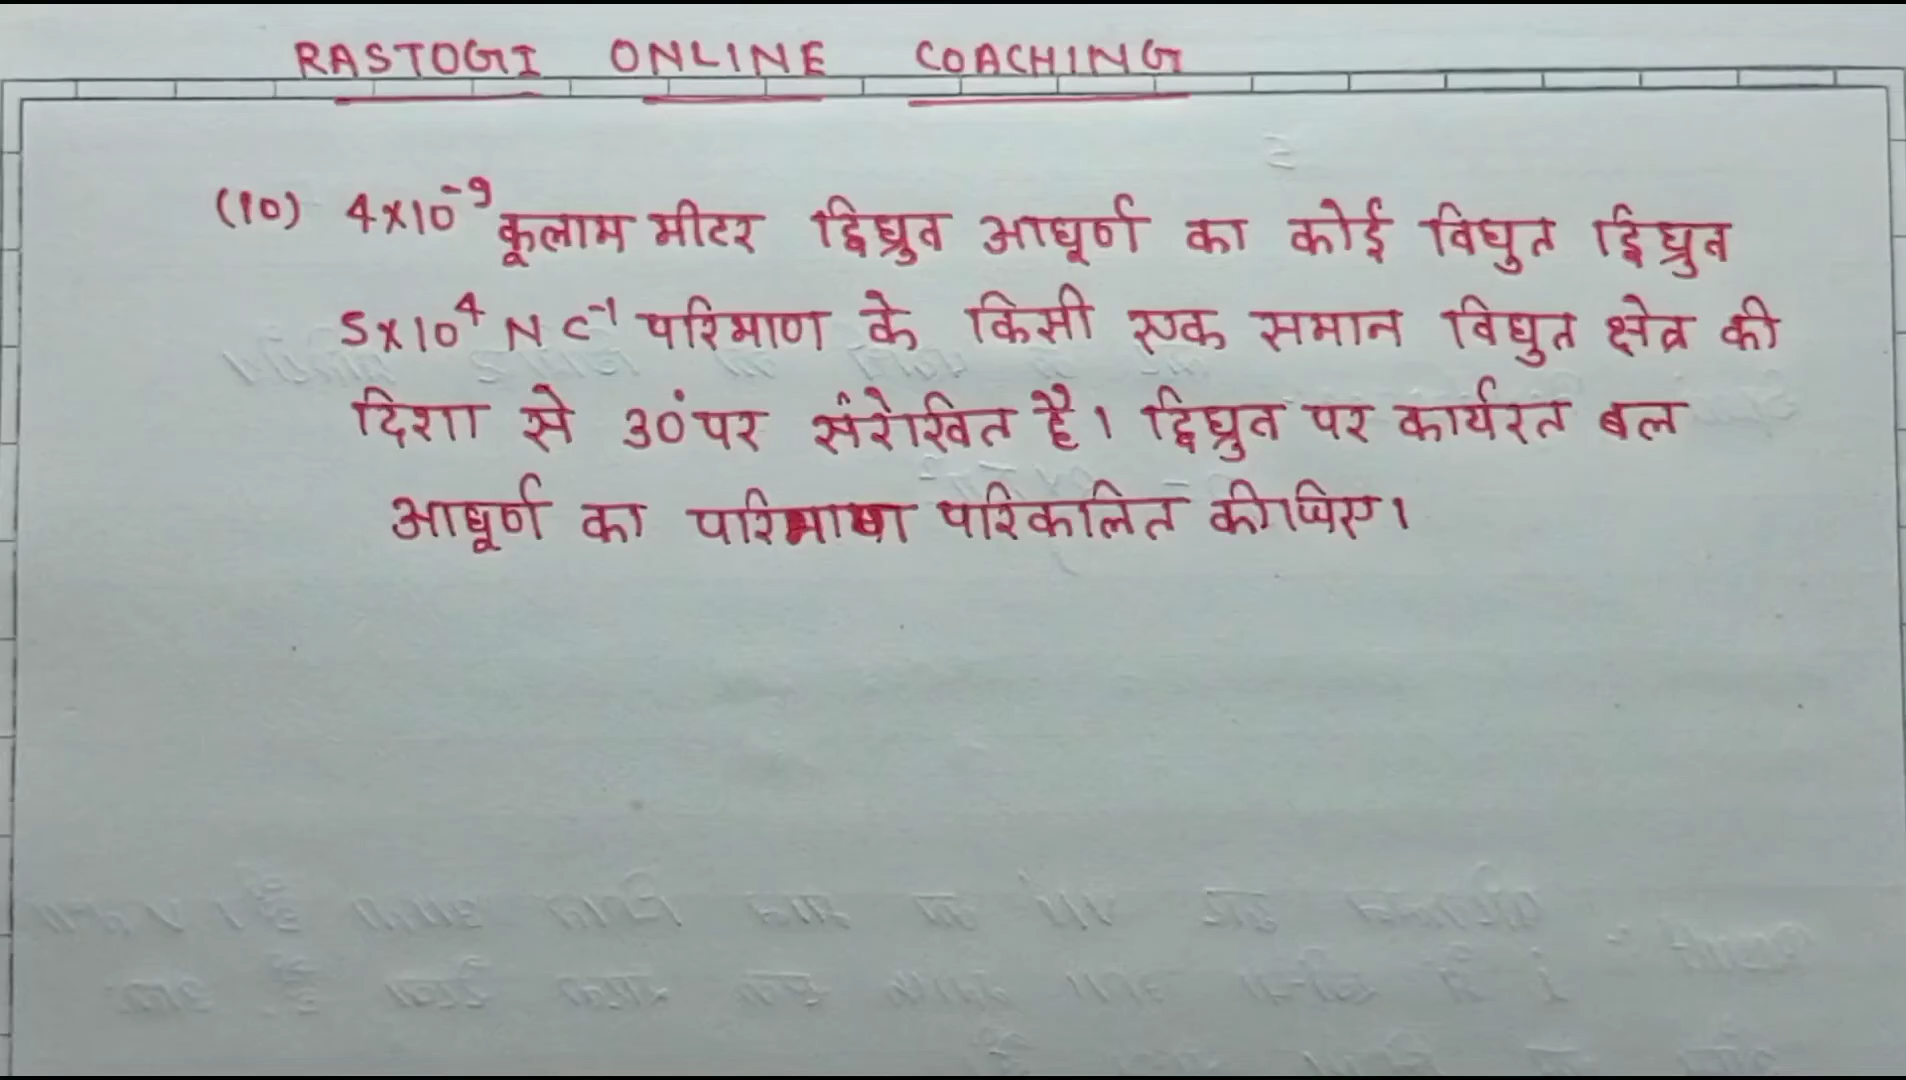 RASTOGI ONLINE COACHING
(10) 4×10⁻⁹ कूलाम मीटर द्विध्रुव आघूर्ण का कोई विद्युत द्विध्रुव
5×10⁴ N C⁻¹ परिमाण के किसी एक समान विद्युत क्षेत्र की
दिशा से 30° पर संरेखित है। द्विध्रुव पर कार्यरत बल
आघूर्ण का परिमाण परिकलित कीजिए।